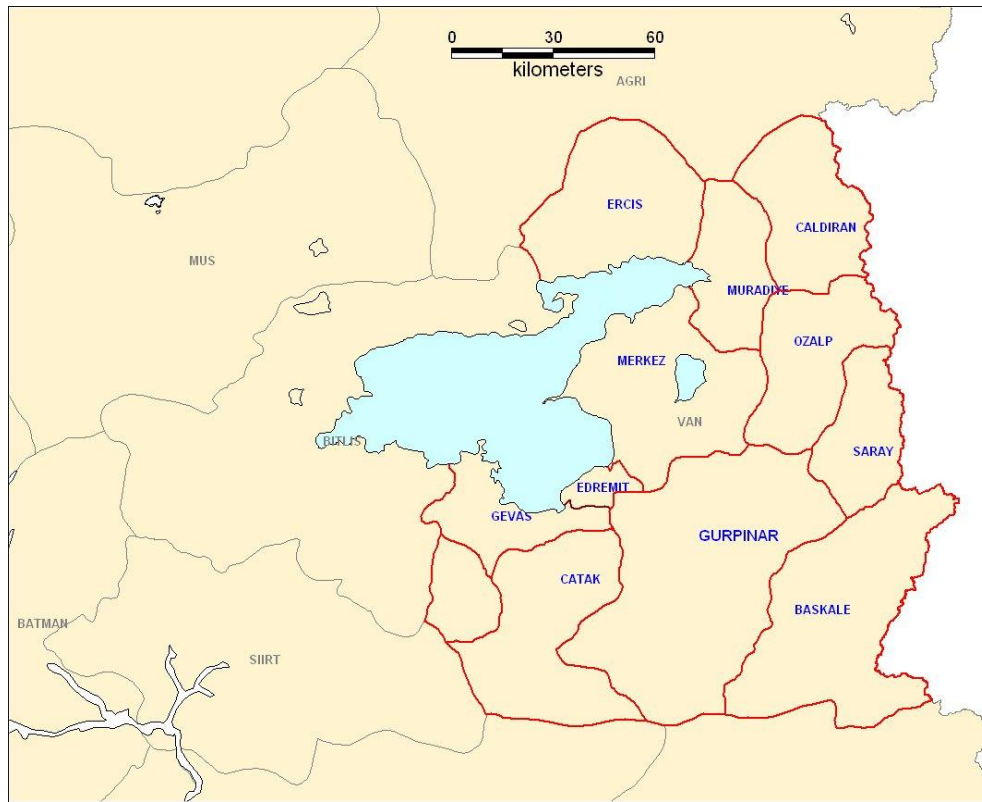 0 30 60
kilometers
AGRI
ERCIS
CALDIRAN
MUS
MURADIYE
OZALP
MERKEZ
VAN
BITLIS
SARAY
EDREMIT
GEVAS
GURPINAR
CATAK
BASKALE
BATMAN
SIIRT